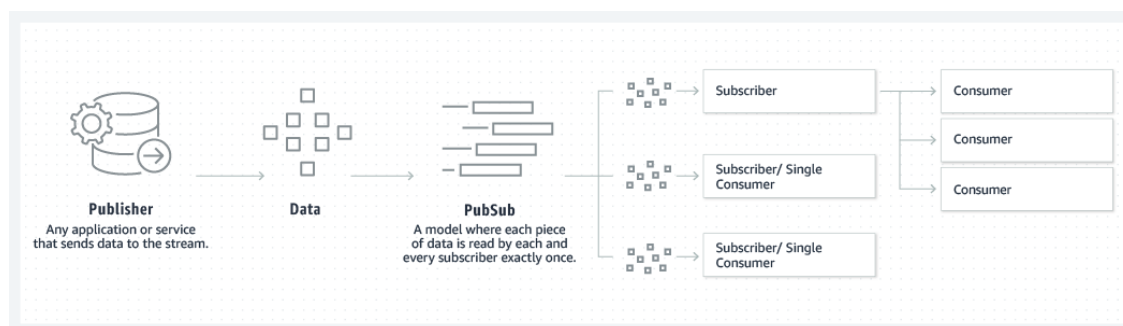 Publisher
Any application or service
that sends data to the stream.
Data
PubSub
A model where each piece
of data is read by each and
every subscriber exactly once.
Subscriber
Subscriber/ Single
Consumer
Subscriber/ Single
Consumer
Consumer
Consumer
Consumer